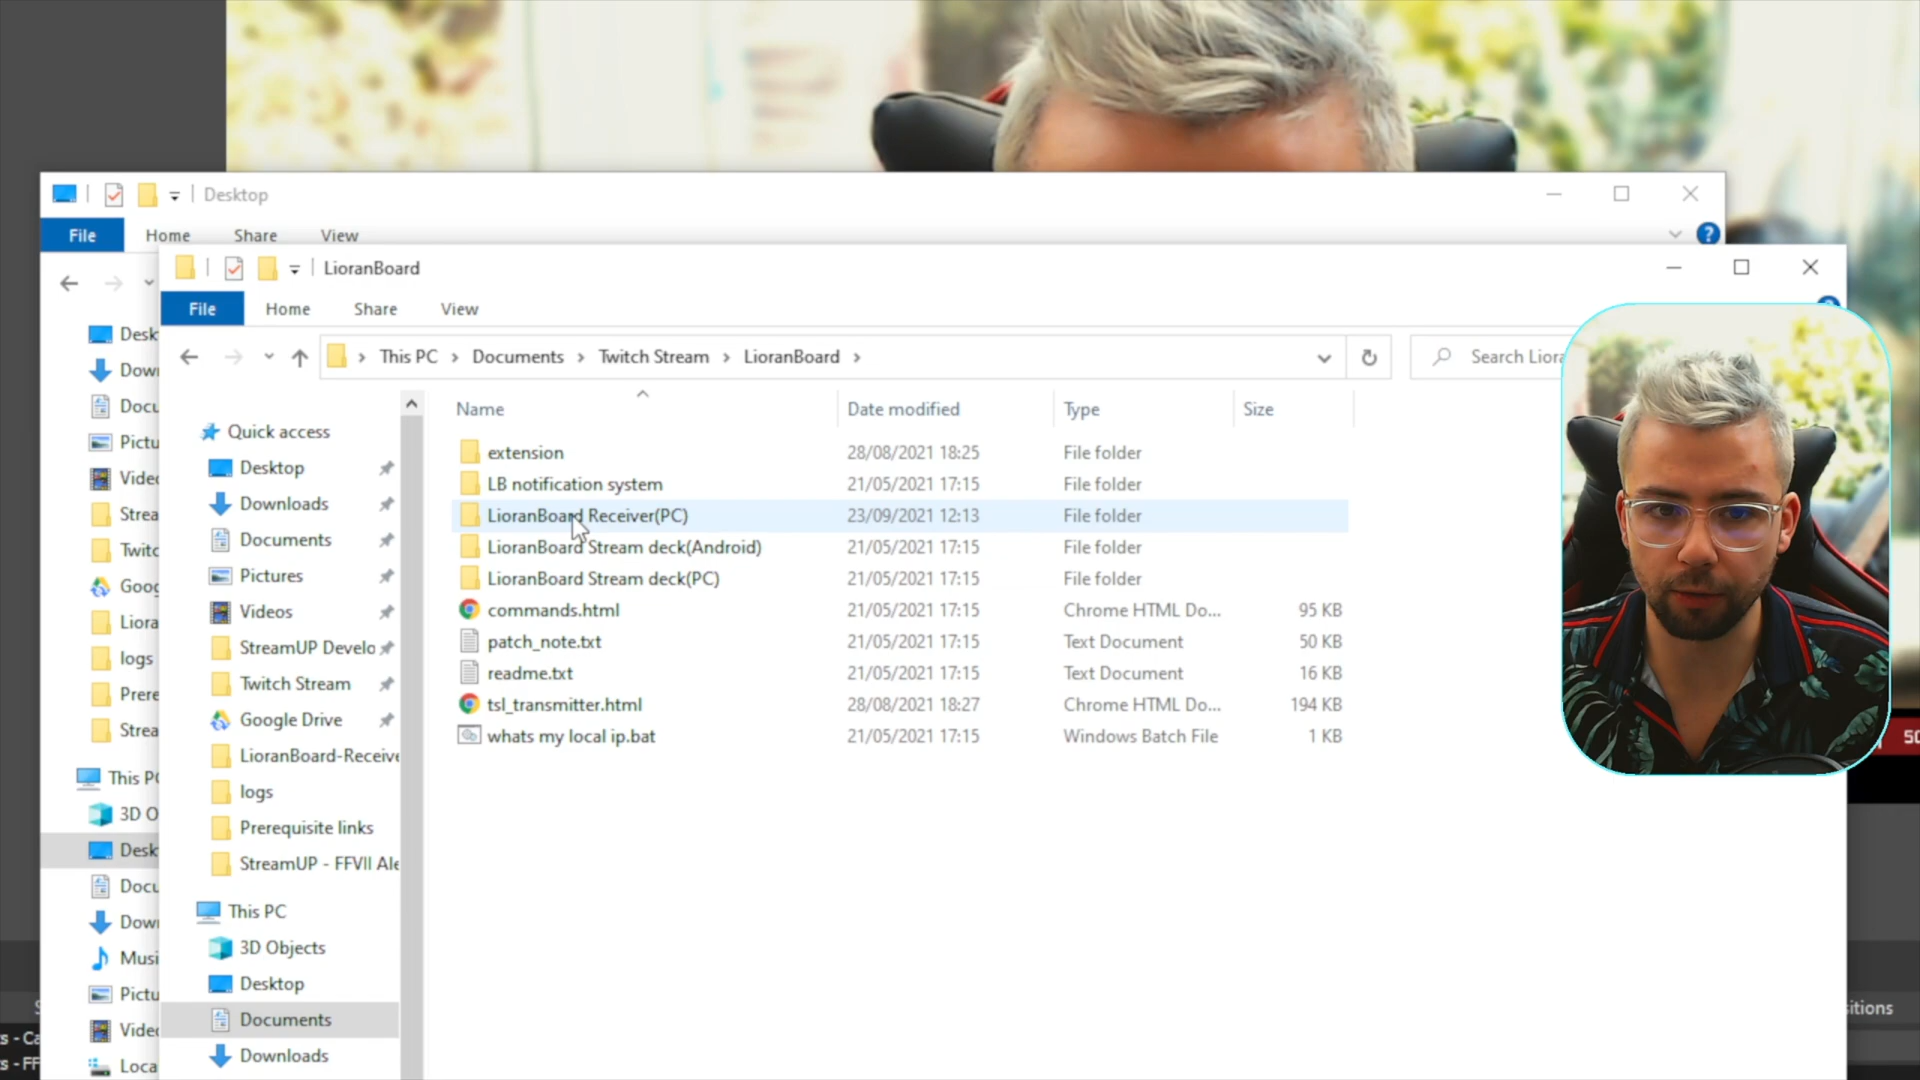 Desktop
File Home Share View
LioranBoard
File Home Share View
This PC Documents Twitch Stream LioranBoard
Search Liora
Name Date modified Type Size
extension 28/08/2021 18:25 File folder
LB notification system 21/05/2021 17:15 File folder
LioranBoard Receiver(PC) 23/09/2021 12:13 File folder
LioranBoard Stream deck(Android) 21/05/2021 17:15 File folder
LioranBoard Stream deck(PC) 21/05/2021 17:15 File folder
commands.html 21/05/2021 17:15 Chrome HTML Do... 95 KB
patch_note.txt 21/05/2021 17:15 Text Document 50 KB
readme.txt 21/05/2021 17:15 Text Document 16 KB
tsl_transmitter.html 28/08/2021 18:27 Chrome HTML Do... 194 KB
whats my local ip.bat 21/05/2021 17:15 Windows Batch File 1 KB
Quick access
Desktop
Downloads
Documents
Pictures
Videos
StreamUP Develo
Twitch Stream
Google Drive
LioranBoard-Receive
logs
Prerequisite links
StreamUP - FFVII Ale
This PC
3D Objects
Desktop
Documents
Downloads
Desk
Dow
Docu
Pictu
Vide
Strea
Twitc
Goog
Liora
logs
Prere
Strea
This PC
3D O
Desk
Docu
Dow
Musi
Pictu
Vide
Loca
s - Ca
s - FF
50
itions